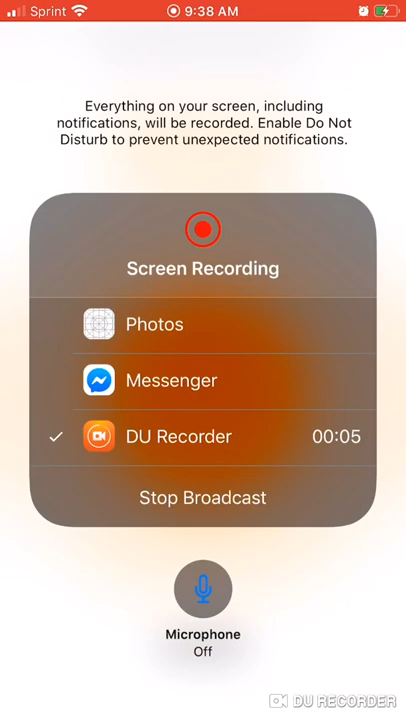 Sprint 9:38 AM
Everything on your screen, including
notifications, will be recorded. Enable Do Not
Disturb to prevent unexpected notifications.
Screen Recording
Photos
Messenger
DU Recorder 00:05
Stop Broadcast
Microphone
Off
DU RECORDER